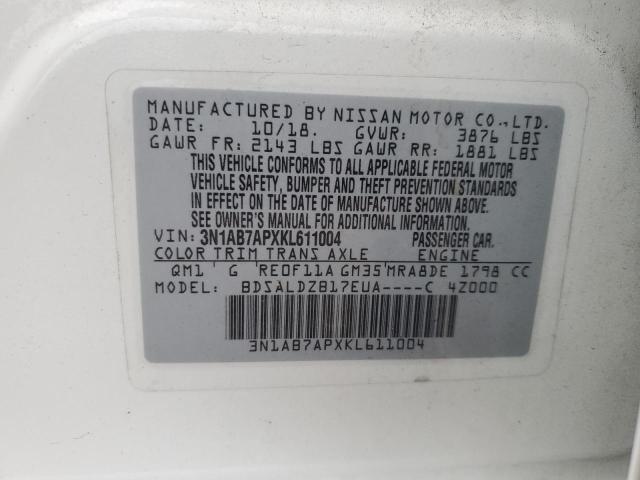 MANUFACTURED BY NISSAN MOTOR CO.,LTD.
DATE: 10/18. GVWR: 3876 LBS
GAWR FR: 2143 LBS GAWR RR: 1881 LBS
THIS VEHICLE CONFORMS TO ALL APPLICABLE FEDERAL MOTOR
VEHICLE SAFETY, BUMPER AND THEFT PREVENTION STANDARDS
IN EFFECT ON THE DATE OF MANUFACTURE SHOWN ABOVE.
SEE OWNER'S MANUAL FOR ADDITIONAL INFORMATION.
VIN: 3N1AB7APXKL611004 PASSENGER CAR.
COLOR TRIM TRANS AXLE ENGINE
QM1 G RE0F11A GM35 MRA8DE 1798 CC
MODEL: BDSALDZB17EUA----C 4Z000
3N1AB7APXKL611004